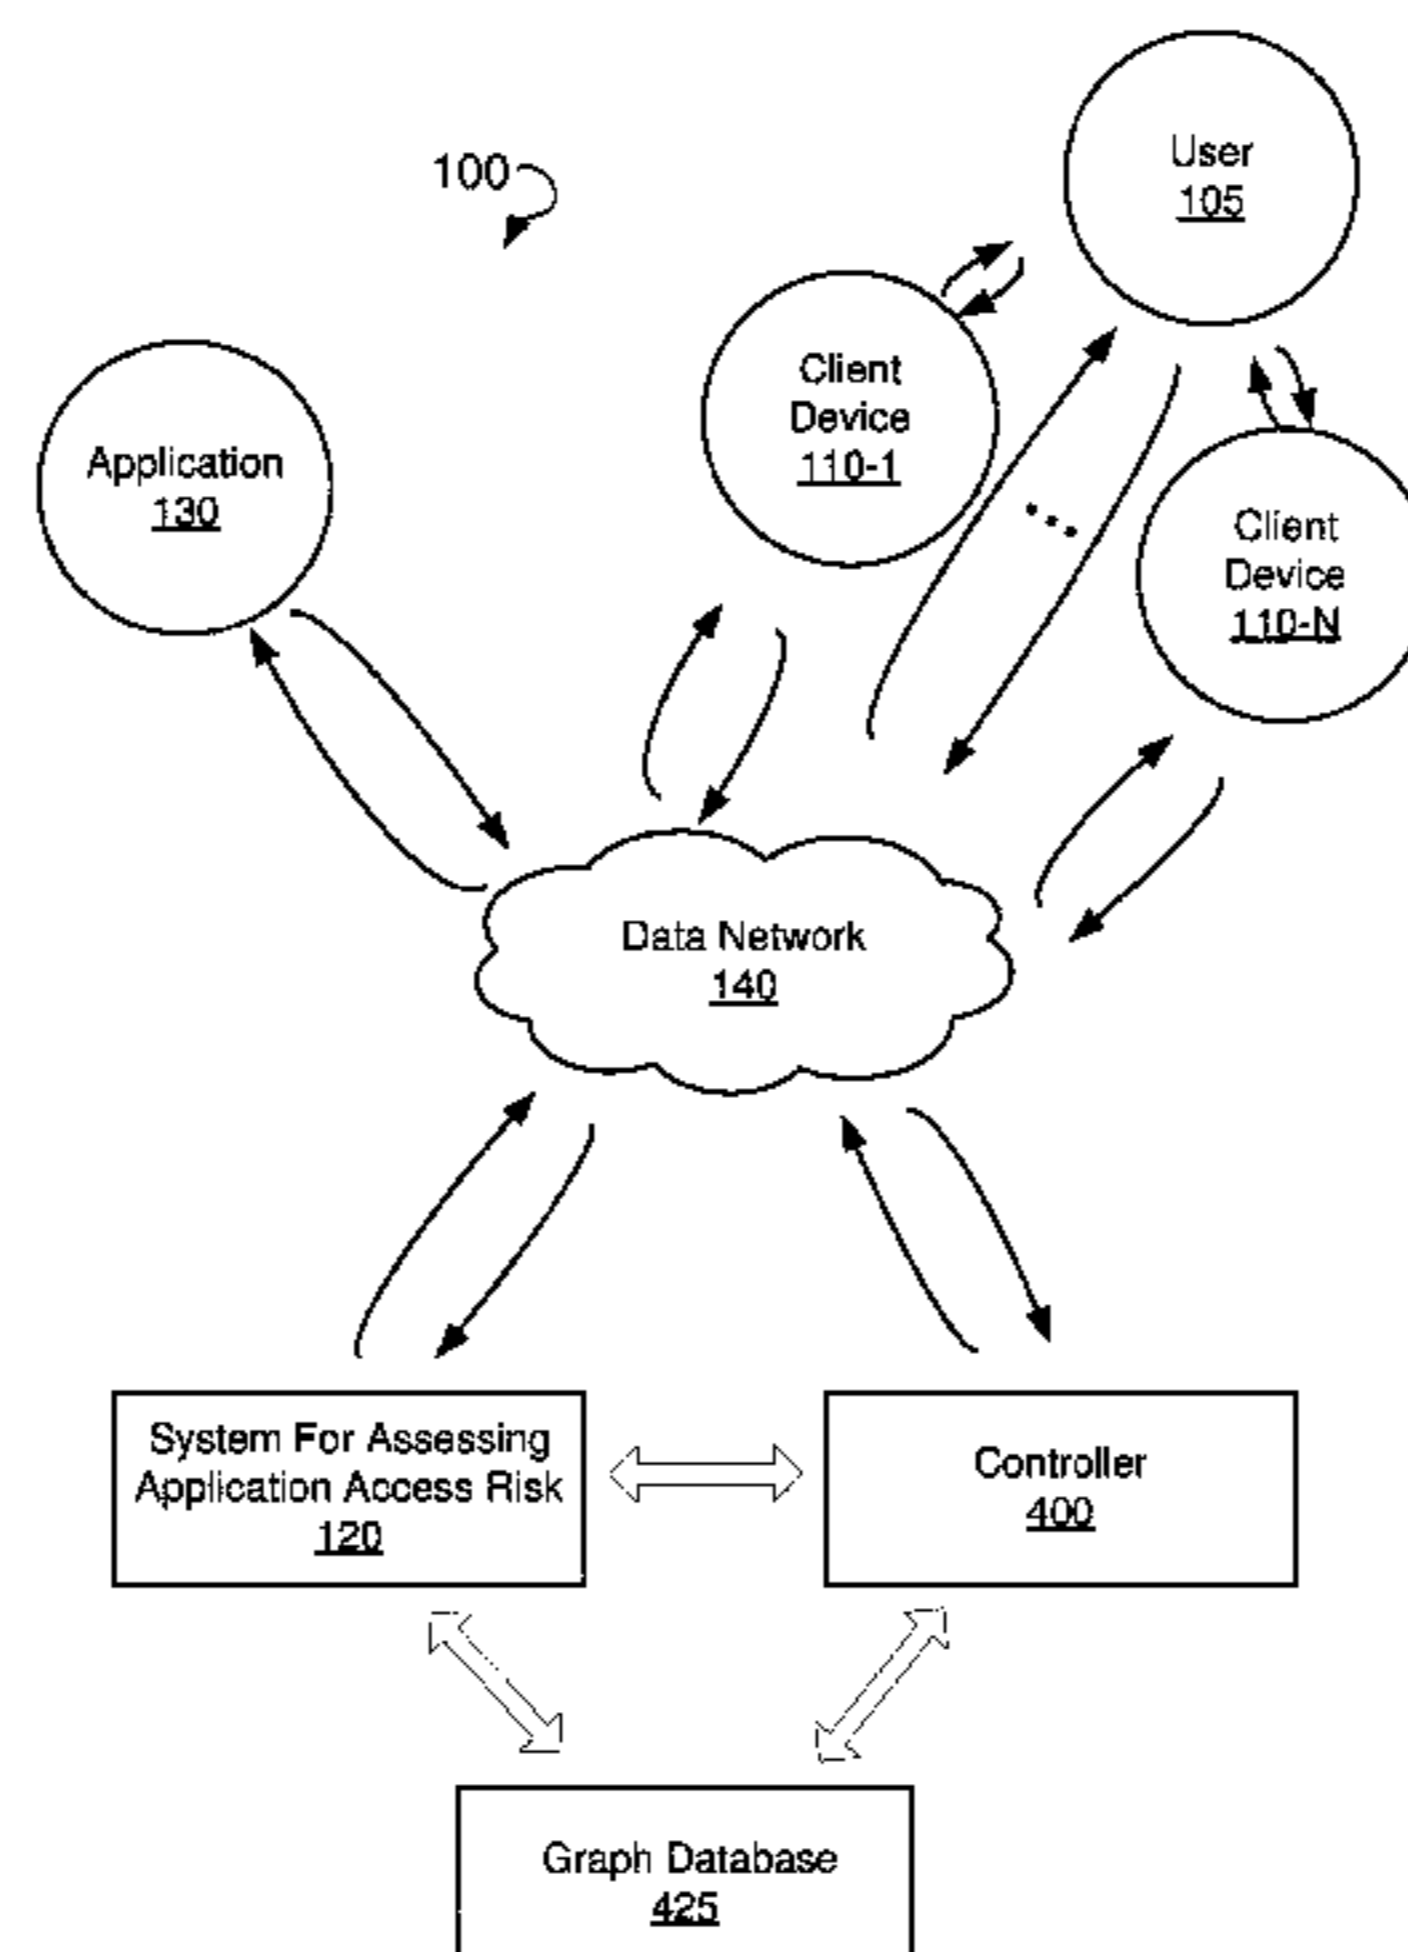 100
User
105
Client
Device
110-1
Application
130
Client
Device
110-N
Data Network
140
System For Assessing
Application Access Risk
120
Controller
400
Graph Database
425